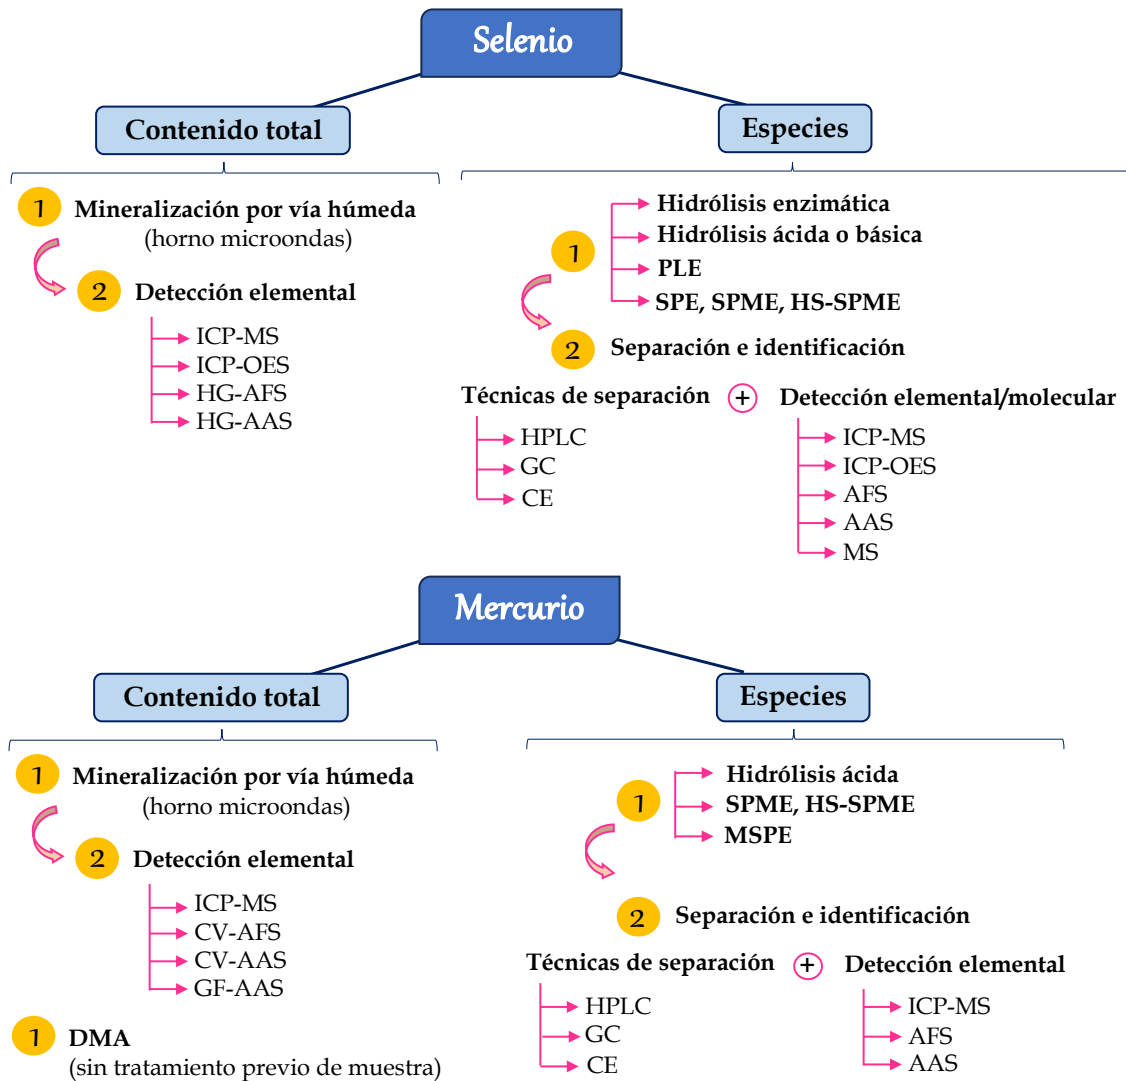 Selenio
Contenido total
Especies
1 Mineralización por vía húmeda
(horno microondas)
2 Detección elemental
ICP-MS
ICP-OES
HG-AFS
HG-AAS
1
Hidrólisis enzimática
Hidrólisis ácida o básica
PLE
SPE, SPME, HS-SPME
2 Separación e identificación
Técnicas de separación + Detección elemental/molecular
HPLC
GC
CE
ICP-MS
ICP-OES
AFS
AAS
MS
Mercurio
Contenido total
Especies
1 Mineralización por vía húmeda
(horno microondas)
2 Detección elemental
ICP-MS
CV-AFS
CV-AAS
GF-AAS
1 DMA
(sin tratamiento previo de muestra)
1
Hidrólisis ácida
SPME, HS-SPME
MSPE
2 Separación e identificación
Técnicas de separación + Detección elemental
HPLC
GC
CE
ICP-MS
AFS
AAS